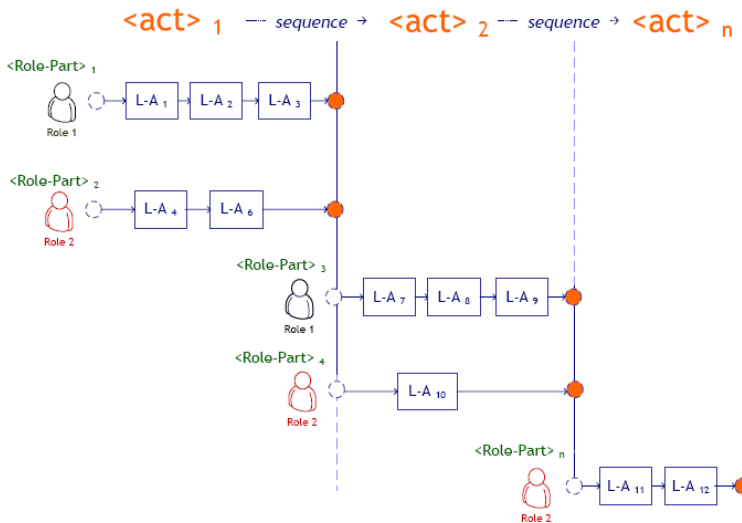 <act> 1 sequence <act> 2 sequence <act> n
<Role-Part> 1
L-A 1 L-A 2 L-A 3
Role 1
<Role-Part> 2
L-A 4 L-A 6
Role 2
<Role-Part> 3
L-A 7 L-A 8 L-A 9
Role 1
<Role-Part> 4
L-A 10
Role 2
<Role-Part> n
L-A 11 L-A 12
Role 2